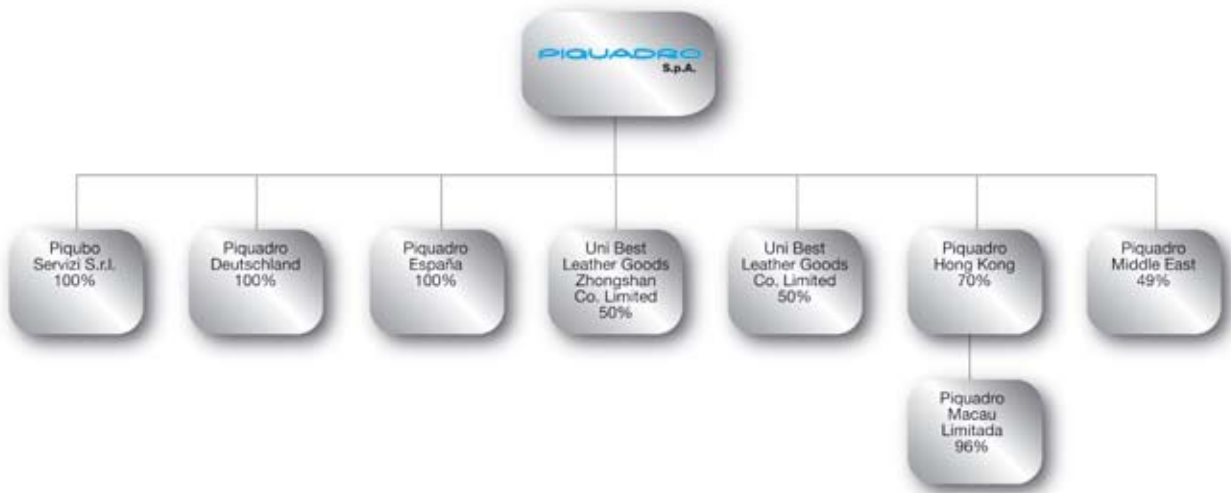 PIQUADRO
S.p.A.
Piqubo
Servizi S.r.l.
100%
Piquadro
Deutschland
100%
Piquadro
España
100%
Uni Best
Leather Goods
Zhongshan
Co. Limited
50%
Uni Best
Leather Goods
Co. Limited
50%
Piquadro
Hong Kong
70%
Piquadro
Middle East
49%
Piquadro
Macau
Limitada
96%